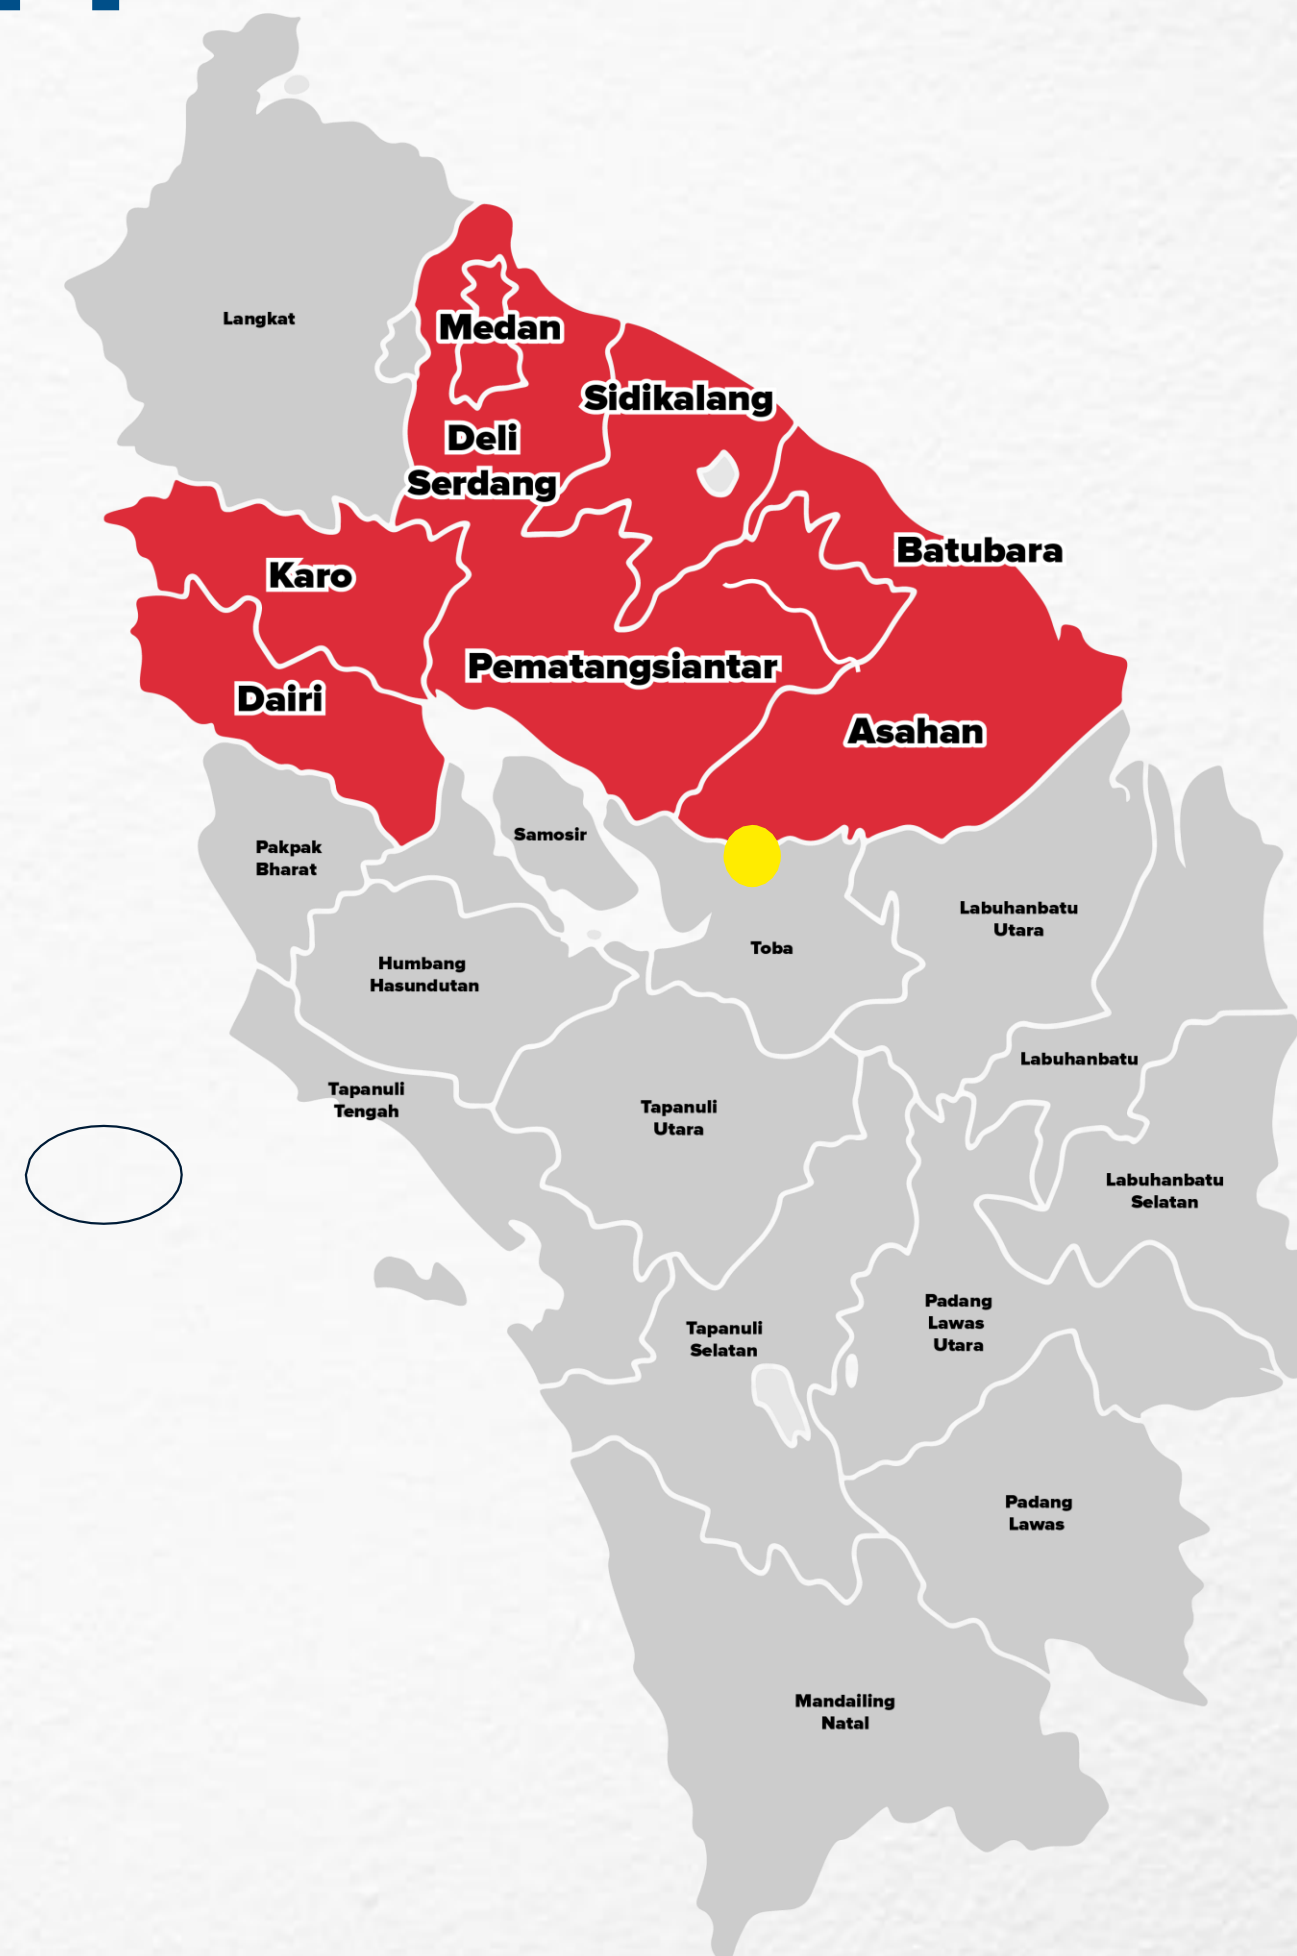 Langkat
Medan
Sidikalang
Deli
Serdang
Batubara
Karo
Pematangsiantar
Dairi
Asahan
Samosir
Pakpak
Bharat
Labuhanbatu
Utara
Toba
Humbang
Hasundutan
Labuhanbatu
Tapanuli
Tengah
Tapanuli
Utara
Labuhanbatu
Selatan
Padang
Lawas
Utara
Tapanuli
Selatan
Padang
Lawas
Mandailing
Natal